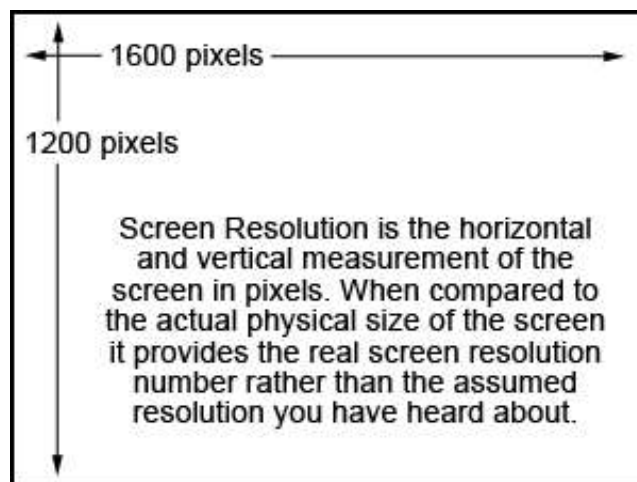 1600 pixels
1200 pixels
Screen Resolution is the horizontal
and vertical measurement of the
screen in pixels. When compared to
the actual physical size of the screen
it provides the real screen resolution
number rather than the assumed
resolution you have heard about.